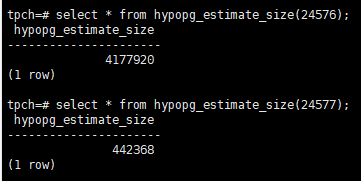 tpch=# select * from hypopg_estimate_size(24576);
 hypopg_estimate_size
----------------------
              4177920
(1 row)

tpch=# select * from hypopg_estimate_size(24577);
 hypopg_estimate_size
----------------------
               442368
(1 row)